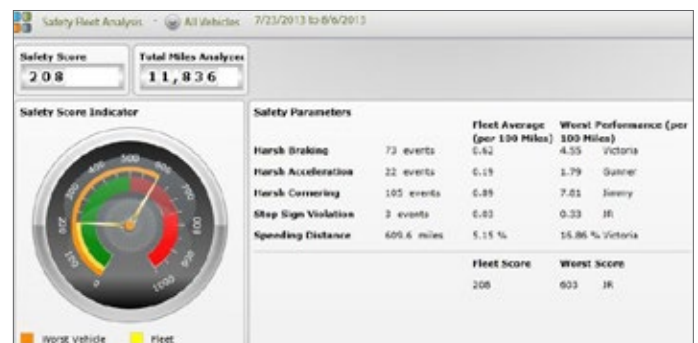 Safety Fleet Analysis - All Vehicles 7/23/2013 to 8/6/2013
Safety Score
208
Total Miles Analyzed
11,836
Safety Score Indicator
0
100
200
300
400
500
600
700
800
900
1000
Worst Vehicle Fleet
Safety Parameters
Fleet Average (per 100 Miles) Worst Performance (per 100 Miles)
Harsh Braking 73 events 0.62 4.55 Victoria
Harsh Acceleration 22 events 0.19 1.79 Gunner
Harsh Cornering 105 events 0.89 7.81 Jimmy
Stop Sign Violation 3 events 0.03 0.33 JR
Spending Distance 609.6 miles 5.15 % 16.86 % Victoria
Fleet Score Worst Score
208 603 JR